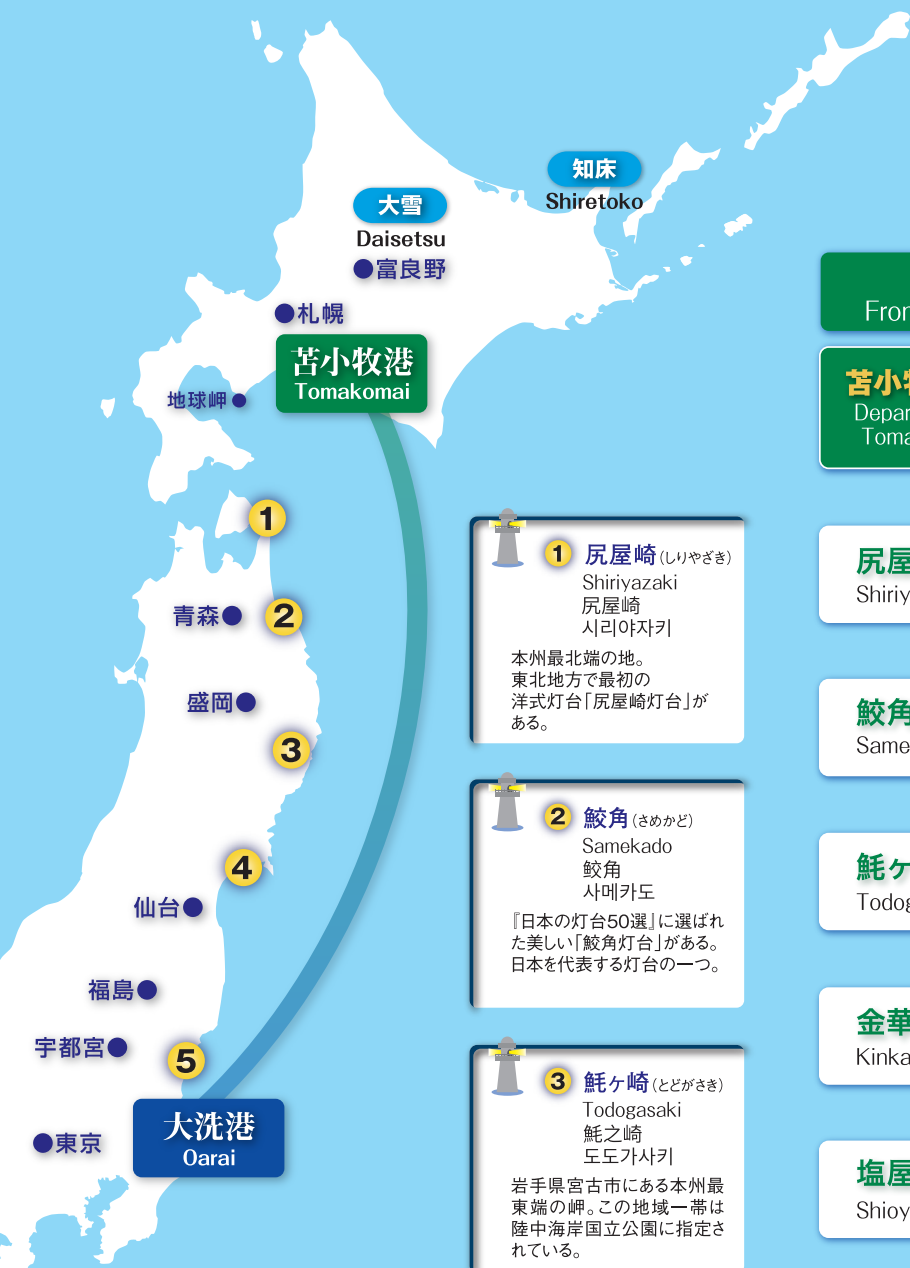 知床
Shiretoko
大雪
Daisetsu
富良野
札幌
苫小牧港
Tomakomai
地球岬
1
青森
2
盛岡
3
4
仙台
福島
宇都宮
5
大洗港
Oarai
東京
1 尻屋崎(しりやざき)
Shiriyazaki
尻屋崎
시리야자키
本州最北端の地。
東北地方で最初の
洋式灯台「尻屋崎灯台」が
ある。
2 鮫角(さめかど)
Samekado
鮫角
사메카도
『日本の灯台50選』に選ばれ
た美しい「鮫角灯台」がある。
日本を代表する灯台の一つ。
3 魹ヶ崎(とどがさき)
Todogasaki
魹之崎
도도가사키
岩手県宮古市にある本州最
東端の岬。この地域一帯は
陸中海岸国立公園に指定さ
れている。
苫小
尻屋
鮫角
魹ヶ
金華
塩屋